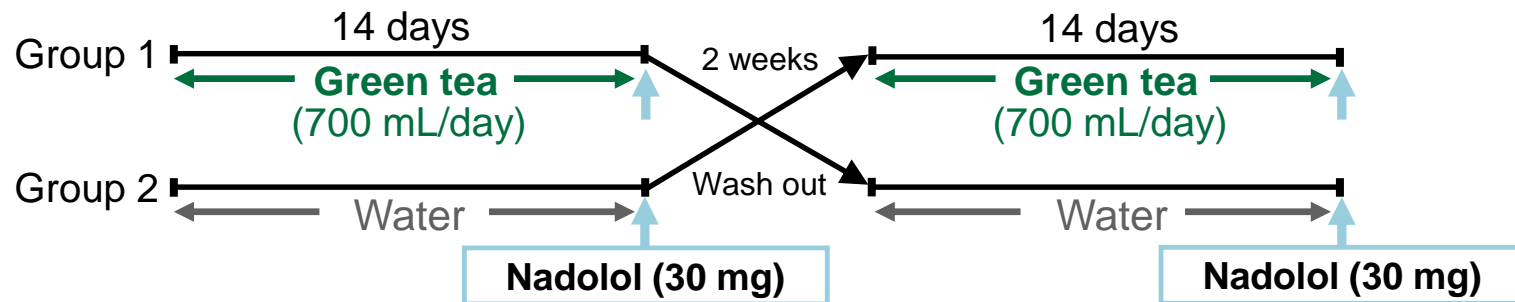 14 days
Group 1
Green tea
(700 mL/day)
2 weeks
14 days
Green tea
(700 mL/day)
Group 2
Water
Wash out
Water
Nadolol (30 mg)
Nadolol (30 mg)